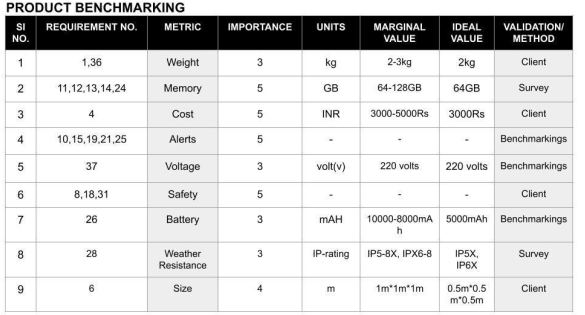 PRODUCT BENCHMARKING
SI NO. REQUIREMENT NO. METRIC IMPORTANCE UNITS MARGINAL VALUE IDEAL VALUE VALIDATION/ METHOD
1 1,36 Weight 3 kg 2-3kg 2kg Client
2 11,12,13,14,24 Memory 5 GB 64-128GB 64GB Survey
3 4 Cost 5 INR 3000-5000Rs 3000Rs Client
4 10,15,19,21,25 Alerts 5 - - - Benchmarkings
5 37 Voltage 3 volt(v) 220 volts 220 volts Benchmarkings
6 8,18,31 Safety 5 - - - Client
7 26 Battery 3 mAH 10000-8000mA h 5000mAh Benchmarkings
8 28 Weather Resistance 3 IP-rating IP5-8X, IPX6-8 IP5X, IP6X Survey
9 6 Size 4 m 1m*1m*1m 0.5m*0.5 m*0.5m Client